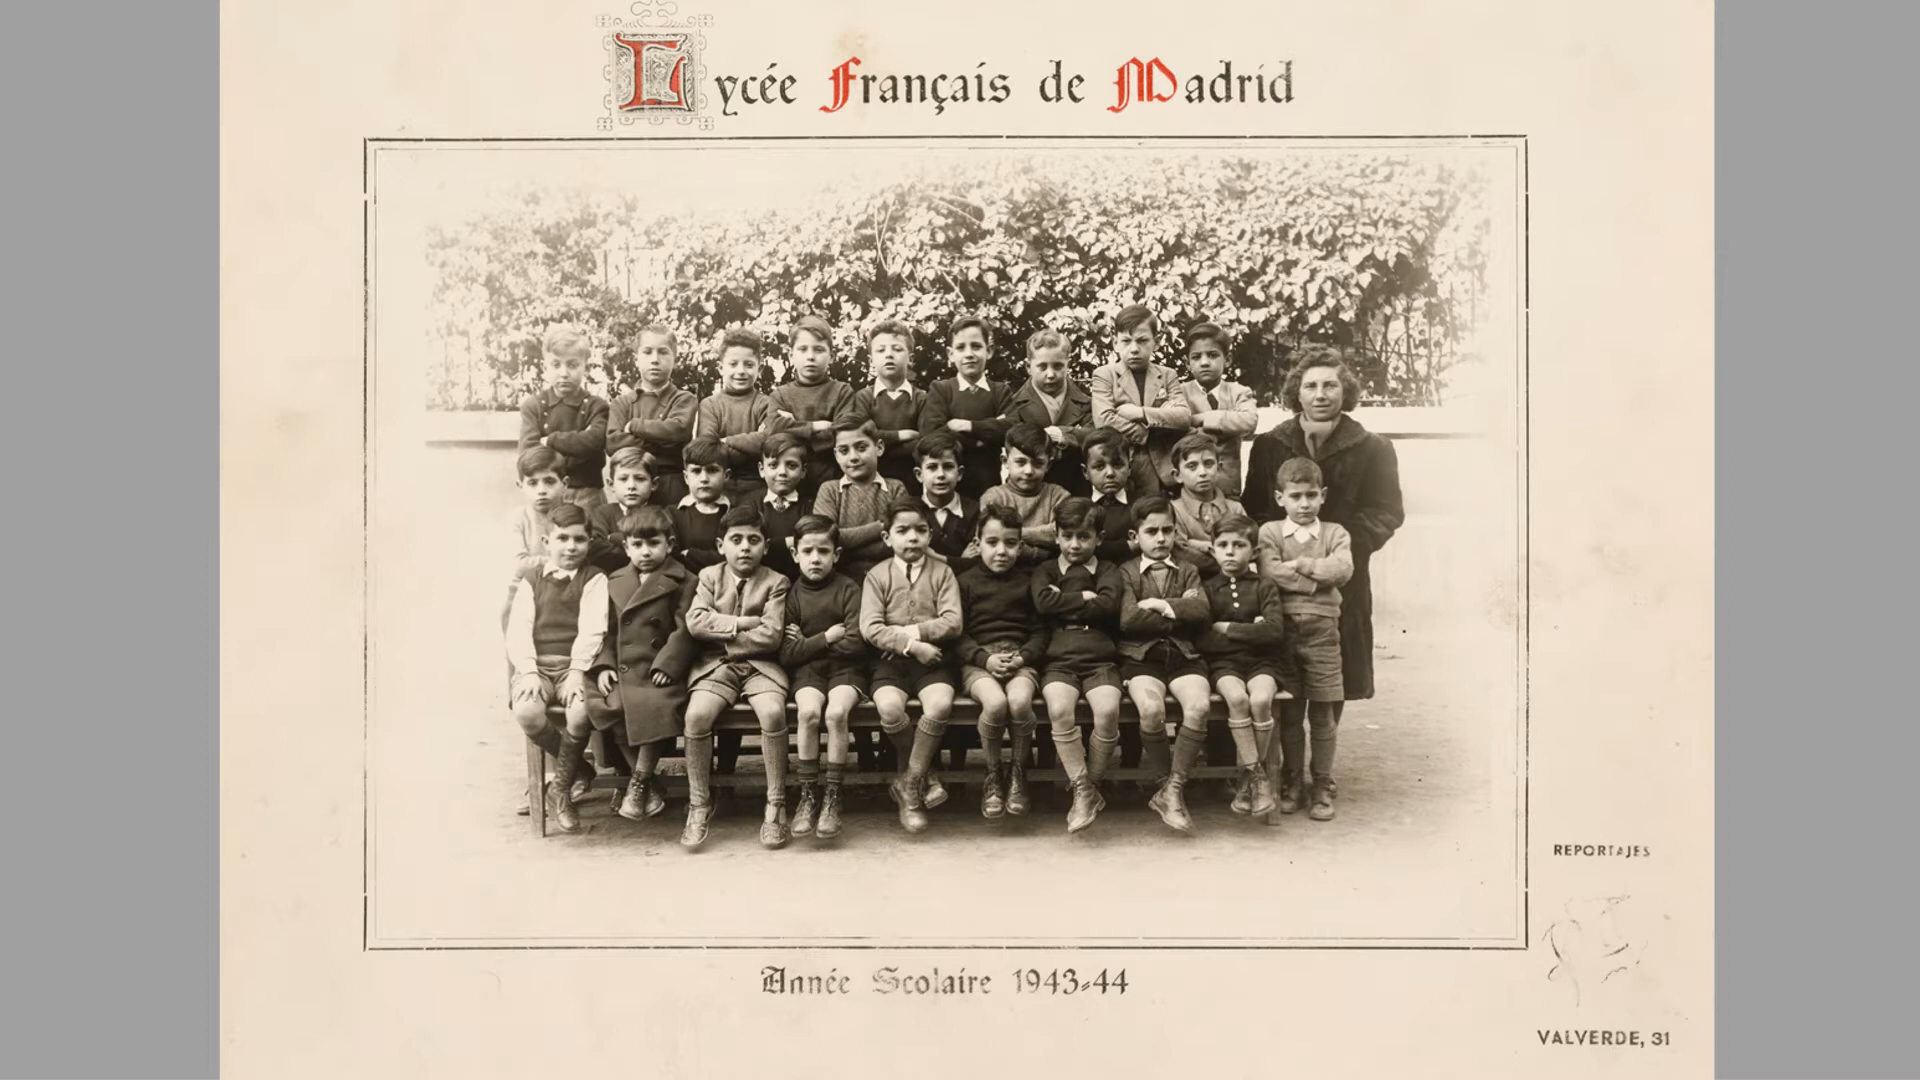 Lycée Français de Madrid
Année Scolaire 1943-44
REPORTAJES
VALVERDE, 31